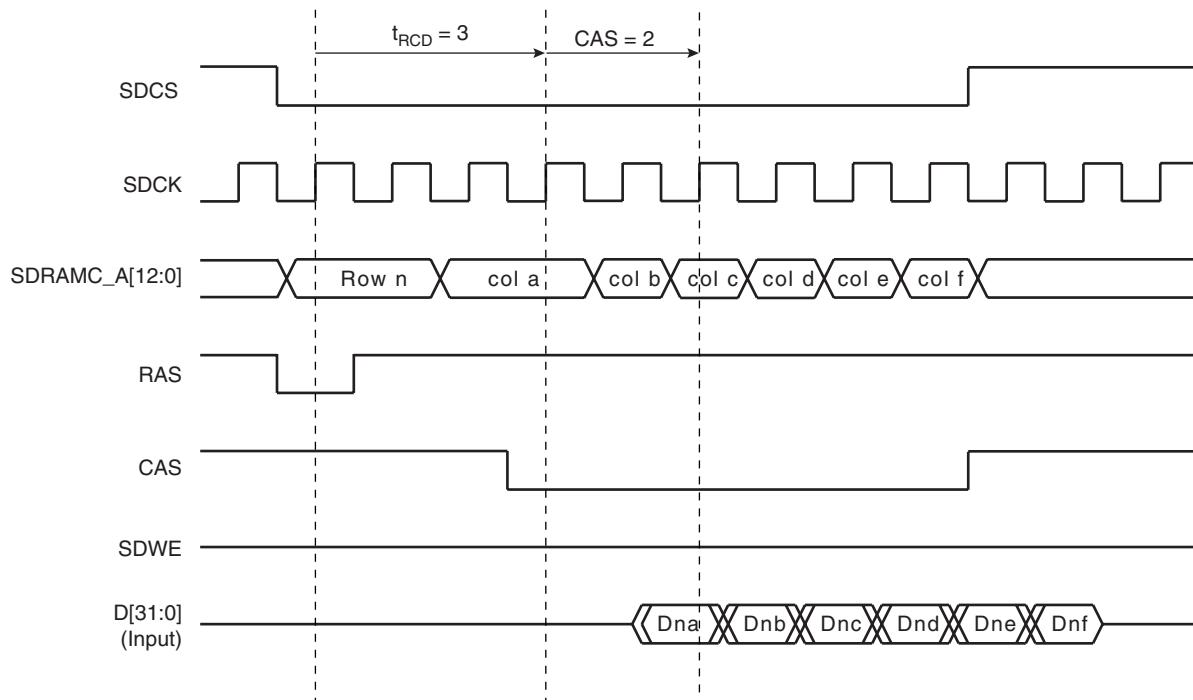 tRCD = 3
CAS = 2
SDCS
SDCK
SDRAMC_A[12:0]
Row n
col a
col b
col c
col d
col e
col f
RAS
CAS
SDWE
D[31:0]
(Input)
Dna
Dnb
Dnc
Dnd
Dne
Dnf